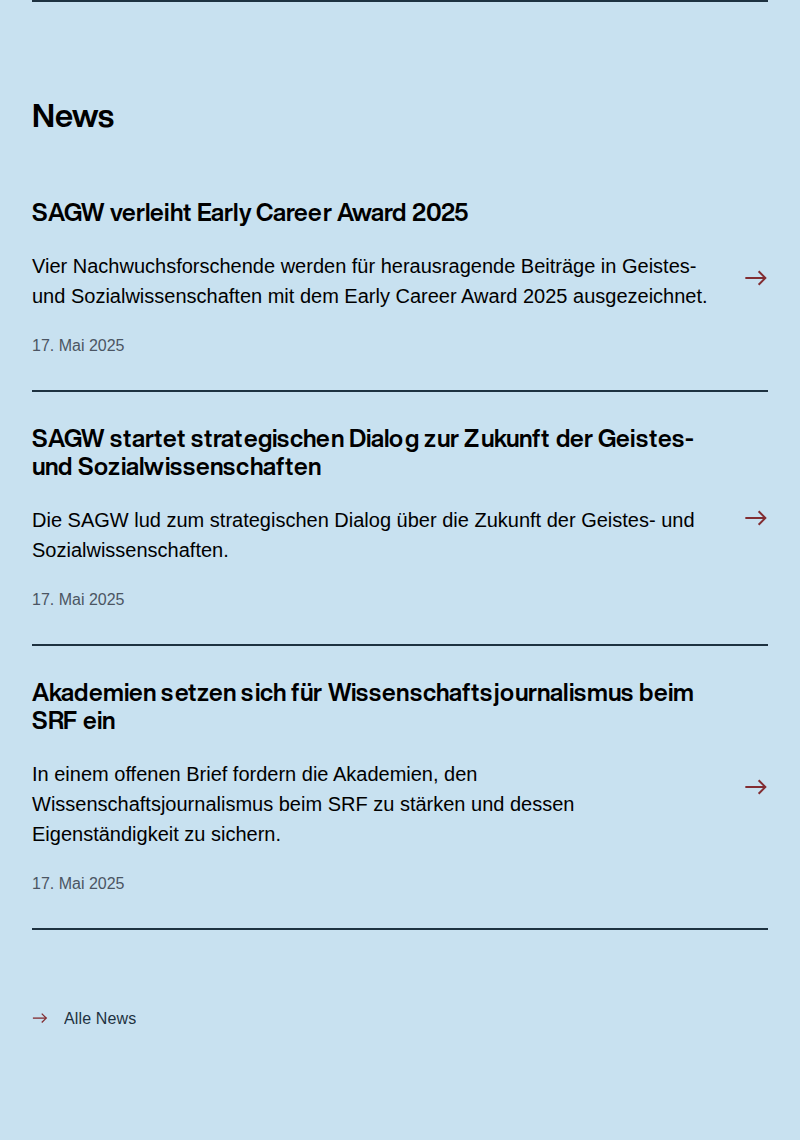 News
SAGW verleiht Early Career Award 2025
Vier Nachwuchsforschende werden für herausragende Beiträge in Geistes-
und Sozialwissenschaften mit dem Early Career Award 2025 ausgezeichnet.
17. Mai 2025
SAGW startet strategischen Dialog zur Zukunft der Geistes-
und Sozialwissenschaften
Die SAGW lud zum strategischen Dialog über die Zukunft der Geistes- und
Sozialwissenschaften.
17. Mai 2025
Akademien setzen sich für Wissenschaftsjournalismus beim
SRF ein
In einem offenen Brief fordern die Akademien, den
Wissenschaftsjournalismus beim SRF zu stärken und dessen
Eigenständigkeit zu sichern.
17. Mai 2025
Alle News